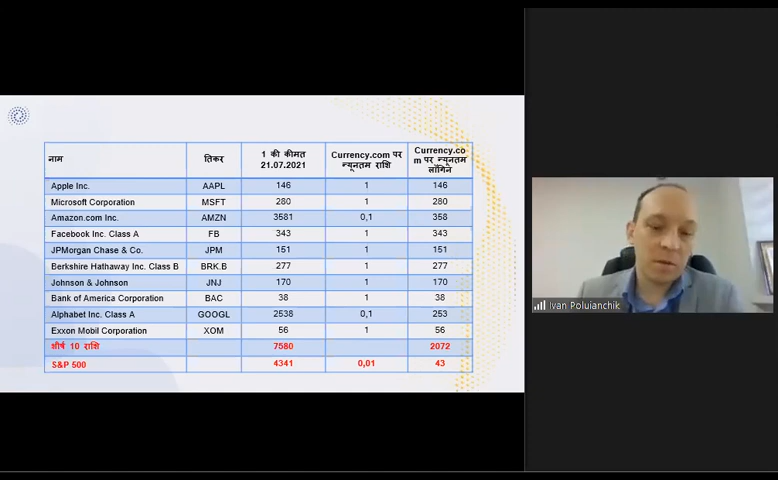 नाम तिकर 1 की कीमत 21.07.2021 Currency.com पर न्यूनतम राशि Currency.co m पर न्यूनतम लॉगिन
Apple Inc. AAPL 146 1 146
Microsoft Corporation MSFT 280 1 280
Amazon.com Inc. AMZN 3581 0,1 358
Facebook Inc. Class A FB 343 1 343
JPMorgan Chase & Co. JPM 151 1 151
Berkshire Hathaway Inc. Class B BRK.B 277 1 277
Johnson & Johnson JNJ 170 1 170
Bank of America Corporation BAC 38 1 38
Alphabet Inc. Class A GOOGL 2538 0,1 253
Exxon Mobil Corporation XOM 56 1 56
शीर्ष 10 राशि 7580 2072
S&P 500 4341 0,01 43
Ivan Poluianchik